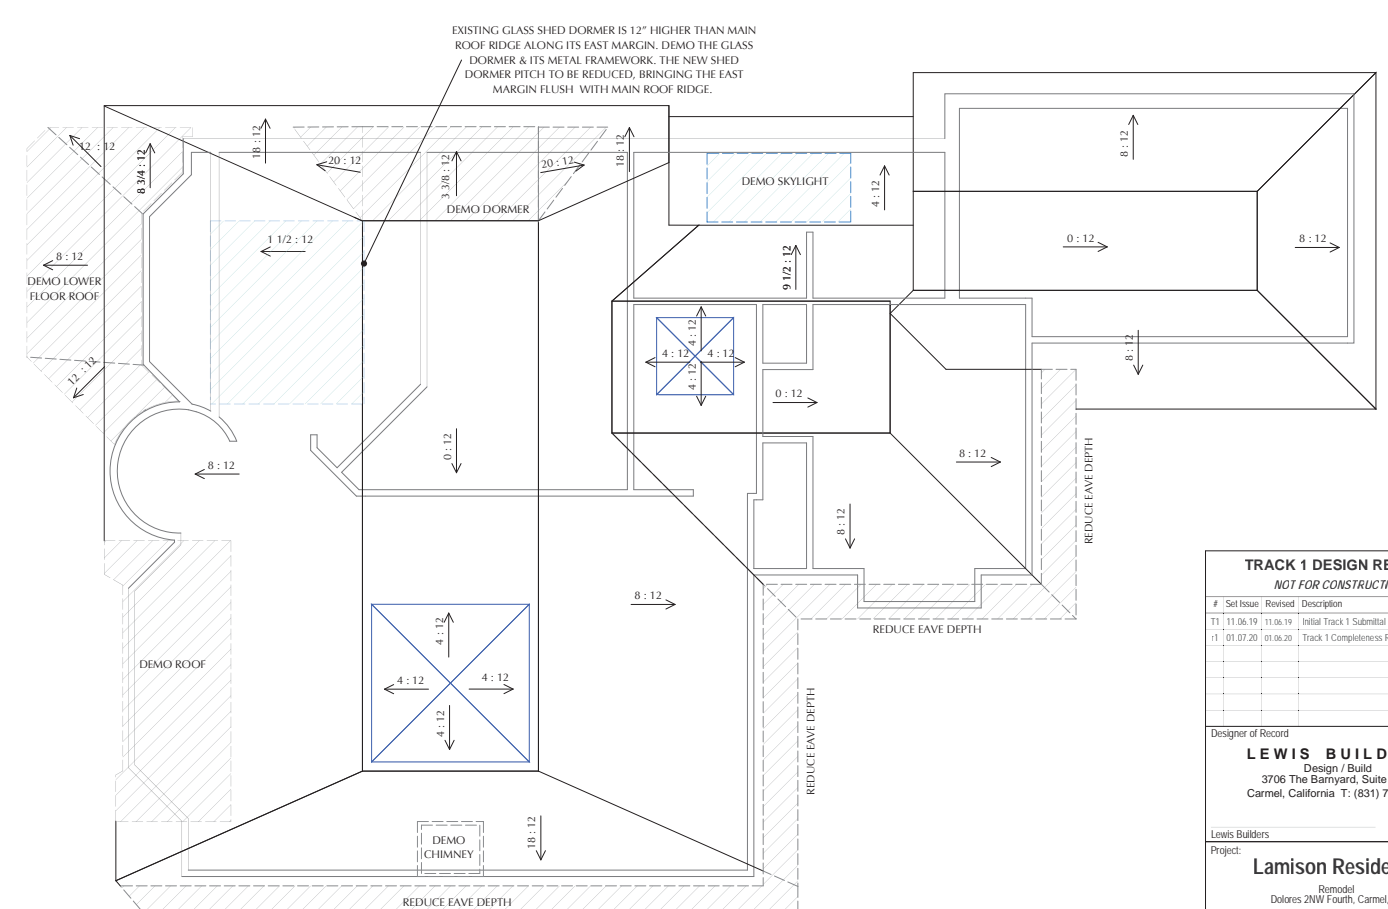 EXISTING GLASS SHED DORMER IS 12" HIGHER THAN MAIN
ROOF RIDGE ALONG ITS EAST MARGIN. DEMO THE GLASS
DORMER & ITS METAL FRAMEWORK. THE NEW SHED
DORMER PITCH TO BE REDUCED, BRINGING THE EAST
MARGIN FLUSH WITH MAIN ROOF RIDGE.
12 : 12
8 3/4 : 12
18 : 12
20 : 12
3 3/8 : 12
20 : 12
18 : 12
DEMO DORMER
DEMO SKYLIGHT
4 : 12
8 : 12
1 1/2 : 12
8 : 12
DEMO LOWER
FLOOR ROOF
9 1/2 : 12
0 : 12
8 : 12
12 : 12
4 : 12
4 : 12
4 : 12
4 : 12
0 : 12
8 : 12
0 : 12
8 : 12
8 : 12
8 : 12
REDUCE EAVE DEPTH
8 : 12
REDUCE EAVE DEPTH
4 : 12
4 : 12
4 : 12
4 : 12
DEMO ROOF
REDUCE EAVE DEPTH
DEMO
CHIMNEY
18 : 12
REDUCE EAVE DEPTH
TRACK 1 DESIGN RE
NOT FOR CONSTRUCTI
# Set Issue Revised Description
T1 11.06.19 11.06.19 Initial Track 1 Submittal
r1 01.07.20 01.06.20 Track 1 Completeness R
Designer of Record
LEWIS BUILD
Design / Build
3706 The Barnyard, Suite
Carmel, California T: (831) 7
Lewis Builders
Project:
Lamison Reside
Remodel
Dolores 2NW Fourth, Carmel,